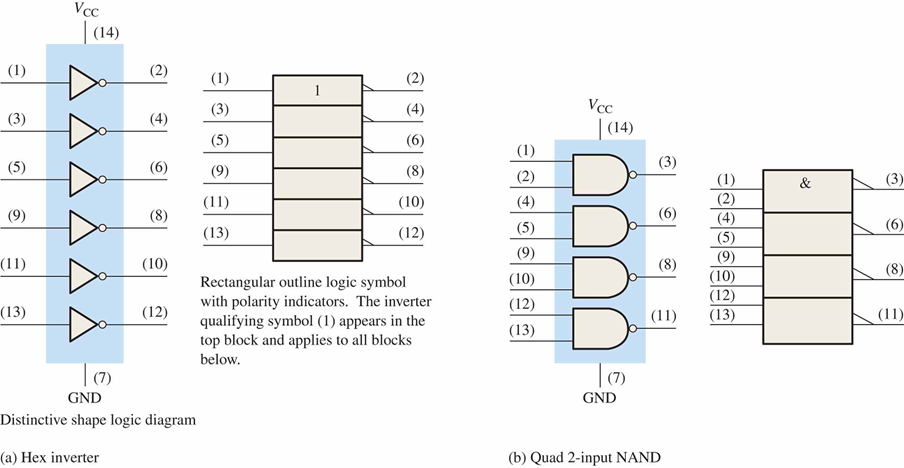 V_CC
(14)
(1) (2)
(3) (4)
(5) (6)
(9) (8)
(11) (10)
(13) (12)
(7)
GND
Distinctive shape logic diagram
(a) Hex inverter
(1) 1 (2)
(3) (4)
(5) (6)
(9) (8)
(11) (10)
(13) (12)
Rectangular outline logic symbol
with polarity indicators. The inverter
qualifying symbol (1) appears in the
top block and applies to all blocks
below.
V_CC
(14)
(1)
(2) (3)
(4)
(5) (6)
(9)
(10) (8)
(12)
(13) (11)
(7)
GND
(b) Quad 2-input NAND
(1) & (3)
(2)
(4) (6)
(5)
(9) (8)
(10)
(12)
(13) (11)